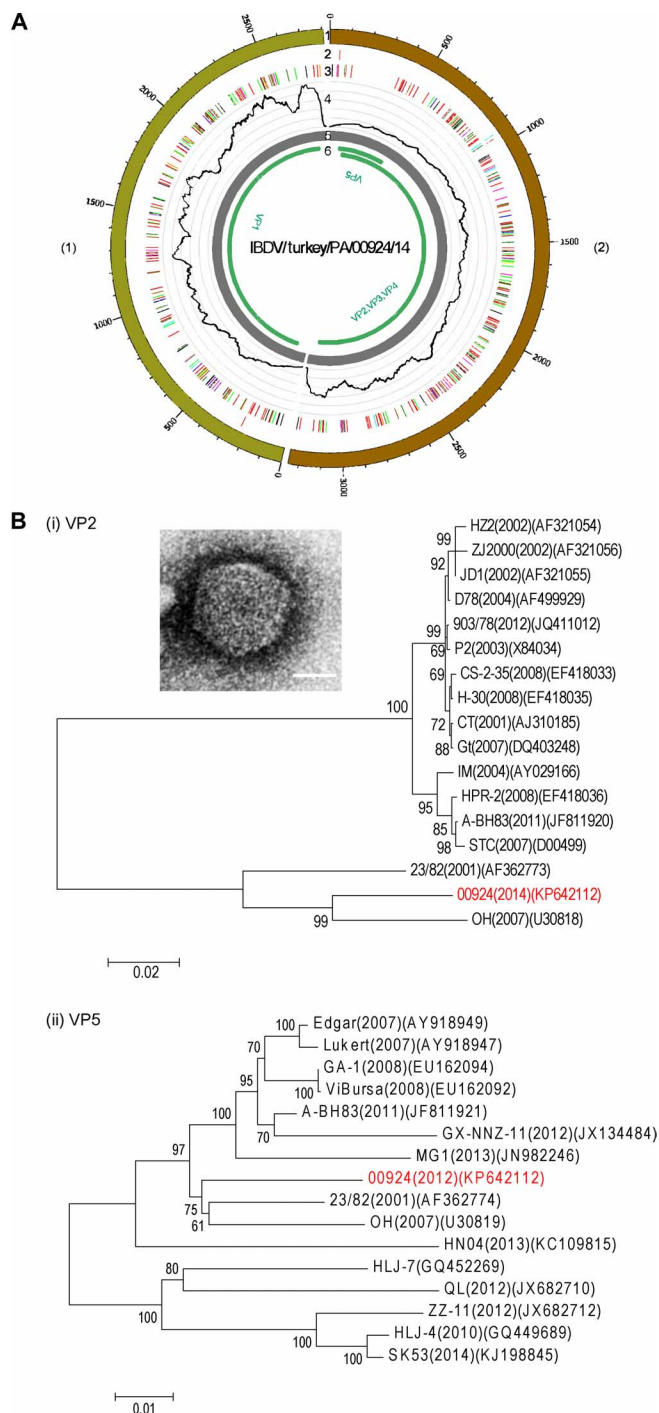 A
0
500
1000
1500
2000
2500
3000
(2)
0
500
1000
1500
2000
2500
(1)
1
2
3
4
5
6
VP5
VP1
IBDV/turkey/PA/00924/14
VP2,VP3,VP4
B
(i) VP2
HZ2(2002)(AF321054)
99
ZJ2000(2002)(AF321056)
92
JD1(2002)(AF321055)
D78(2004)(AF499929)
903/78(2012)(JQ411012)
99
P2(2003)(X84034)
69
CS-2-35(2008)(EF418033)
69
H-30(2008)(EF418035)
100
CT(2001)(AJ310185)
72
Gt(2007)(DQ403248)
88
IM(2004)(AY029166)
HPR-2(2008)(EF418036)
95
A-BH83(2011)(JF811920)
85
STC(2007)(D00499)
98
23/82(2001)(AF362773)
00924(2014)(KP642112)
99
OH(2007)(U30818)
0.02
(ii) VP5
100
Edgar(2007)(AY918949)
70
Lukert(2007)(AY918947)
GA-1(2008)(EU162094)
95
100
ViBursa(2008)(EU162092)
100
A-BH83(2011)(JF811921)
70
GX-NNZ-11(2012)(JX134484)
97
MG1(2013)(JN982246)
00924(2012)(KP642112)
75
23/82(2001)(AF362774)
61
OH(2007)(U30819)
HN04(2013)(KC109815)
80
HLJ-7(GQ452269)
QL(2012)(JX682710)
100
ZZ-11(2012)(JX682712)
100
HLJ-4(2010)(GQ449689)
100
SK53(2014)(KJ198845)
0.01